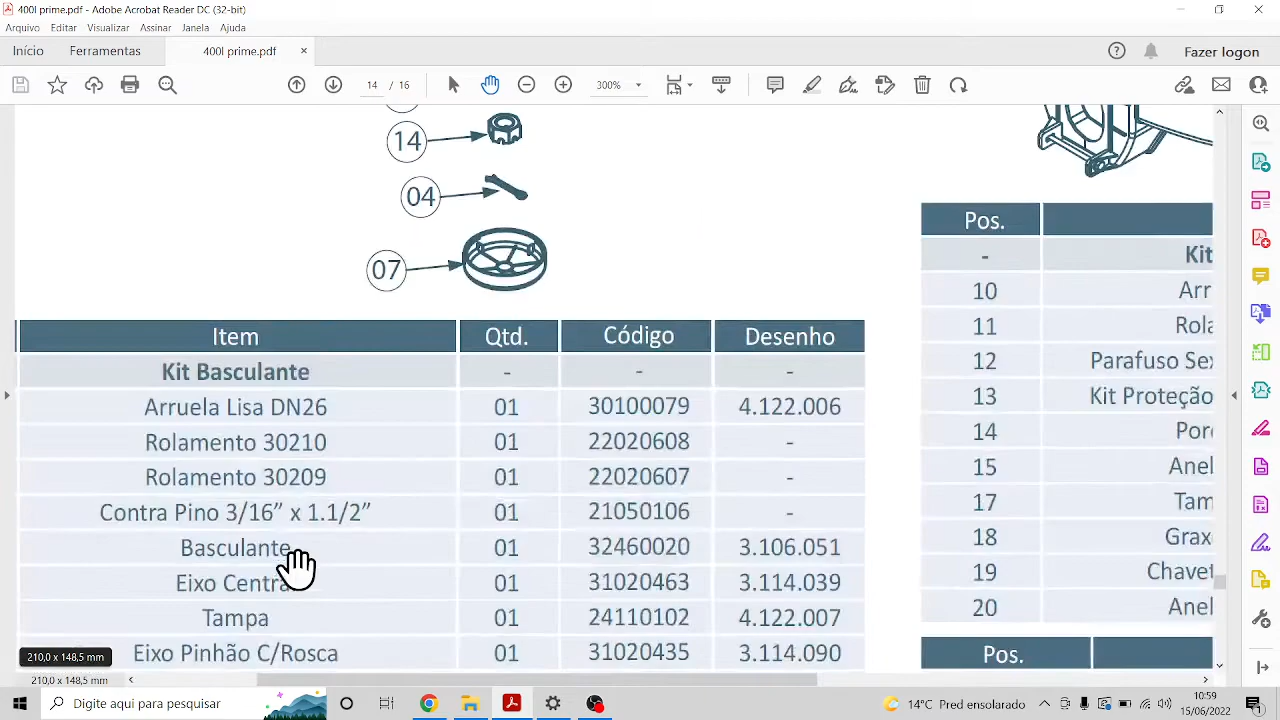 400l prime.pdf - Adobe Acrobat Reader DC (32-bit)
Arquivo Editar Visualizar Assinar Janela Ajuda
Início Ferramentas 400l prime.pdf × Fazer logon
14 / 16 300%
14
04
07
Item Qtd. Código Desenho
Kit Basculante - - -
Arruela Lisa DN26 01 30100079 4.122.006
Rolamento 30210 01 22020608 -
Rolamento 30209 01 22020607 -
Contra Pino 3/16” x 1.1/2” 01 21050106 -
Basculante 01 32460020 3.106.051
Eixo Centra 01 31020463 3.114.039
Tampa 01 24110102 4.122.007
Eixo Pinhão C/Rosca 01 31020435 3.114.090
Pos.
- Kit
10 Arr
11 Rola
12 Parafuso Sex
13 Kit Proteção
14 Por
15 Anel
17 Tam
18 Grax
19 Chavet
20 Anel
Pos.
210,0 x 148,5 mm
210,0 x 148,5 mm
Digite aqui para pesquisar
14°C Pred ensolarado
10:59
15/06/2022
1